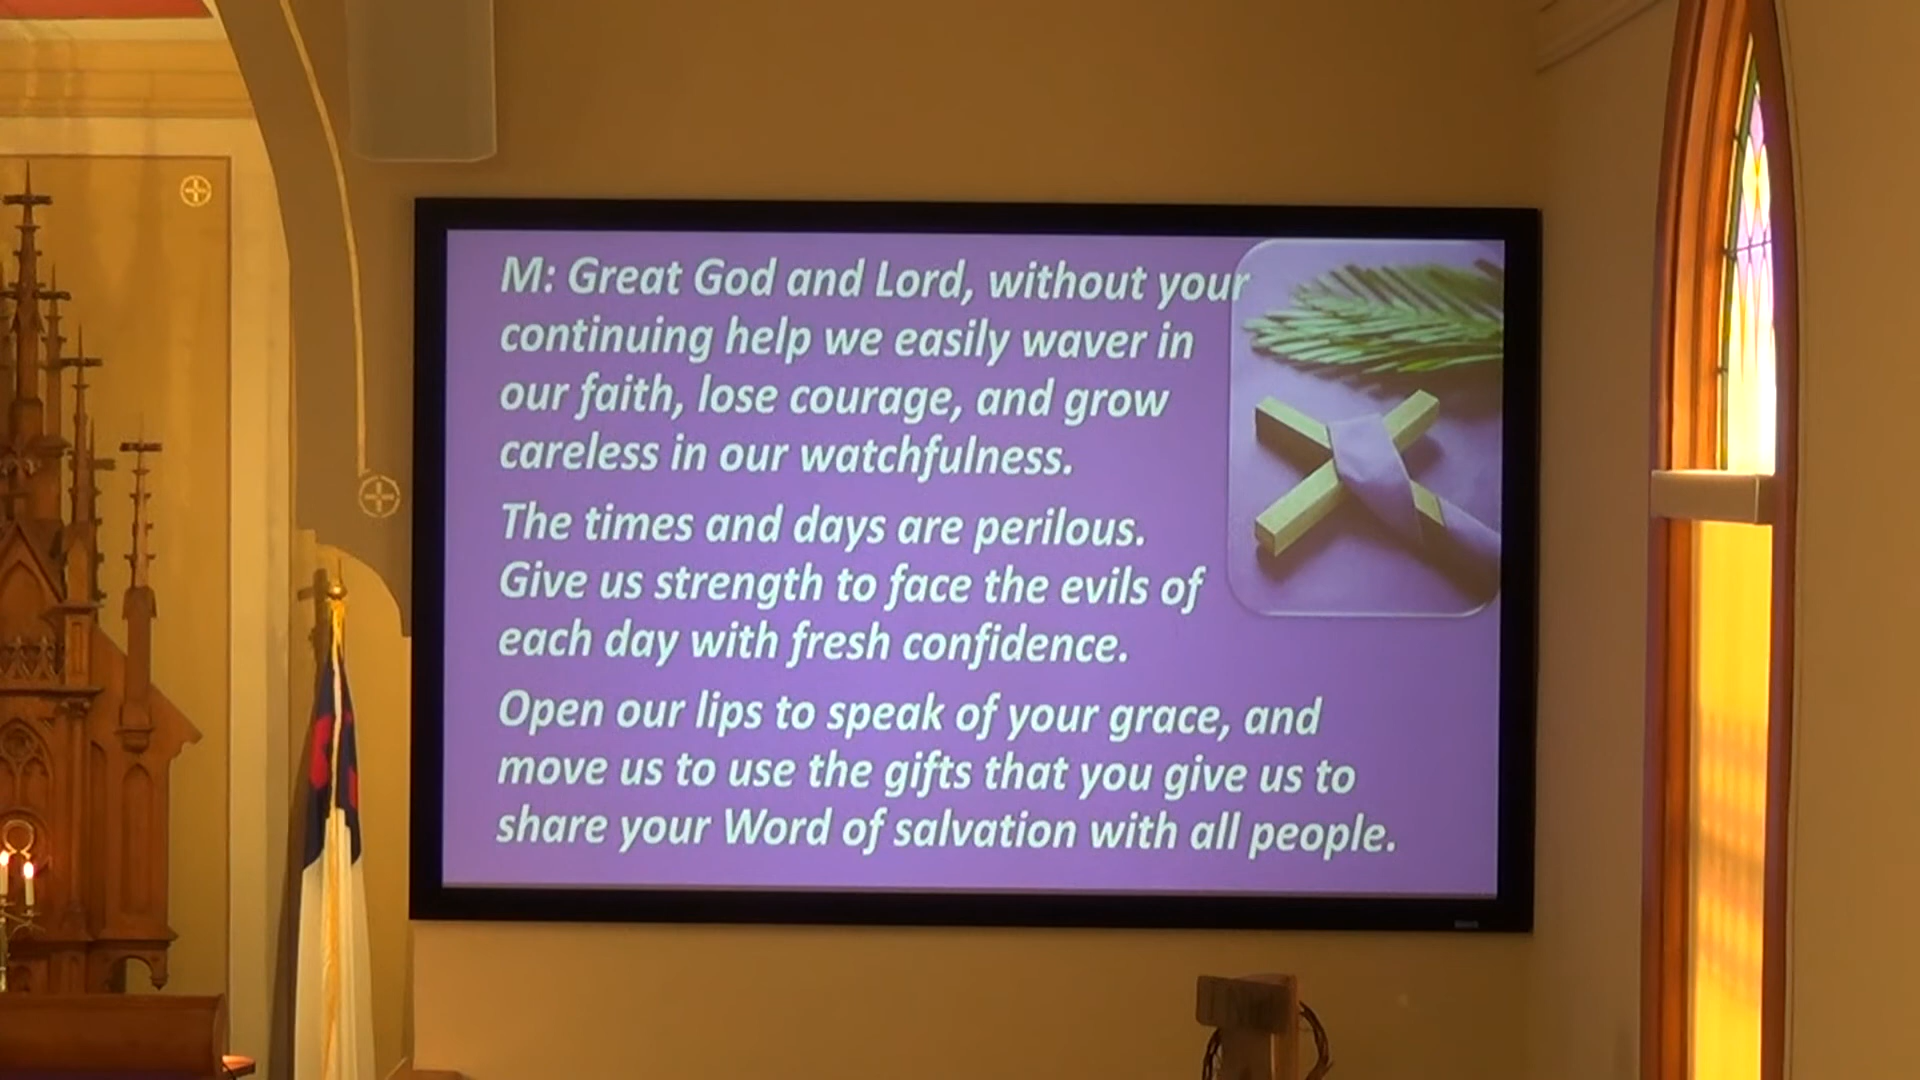 M: Great God and Lord, without your
continuing help we easily waver in
our faith, lose courage, and grow
careless in our watchfulness.
The times and days are perilous.
Give us strength to face the evils of
each day with fresh confidence.
Open our lips to speak of your grace, and
move us to use the gifts that you give us to
share your Word of salvation with all people.